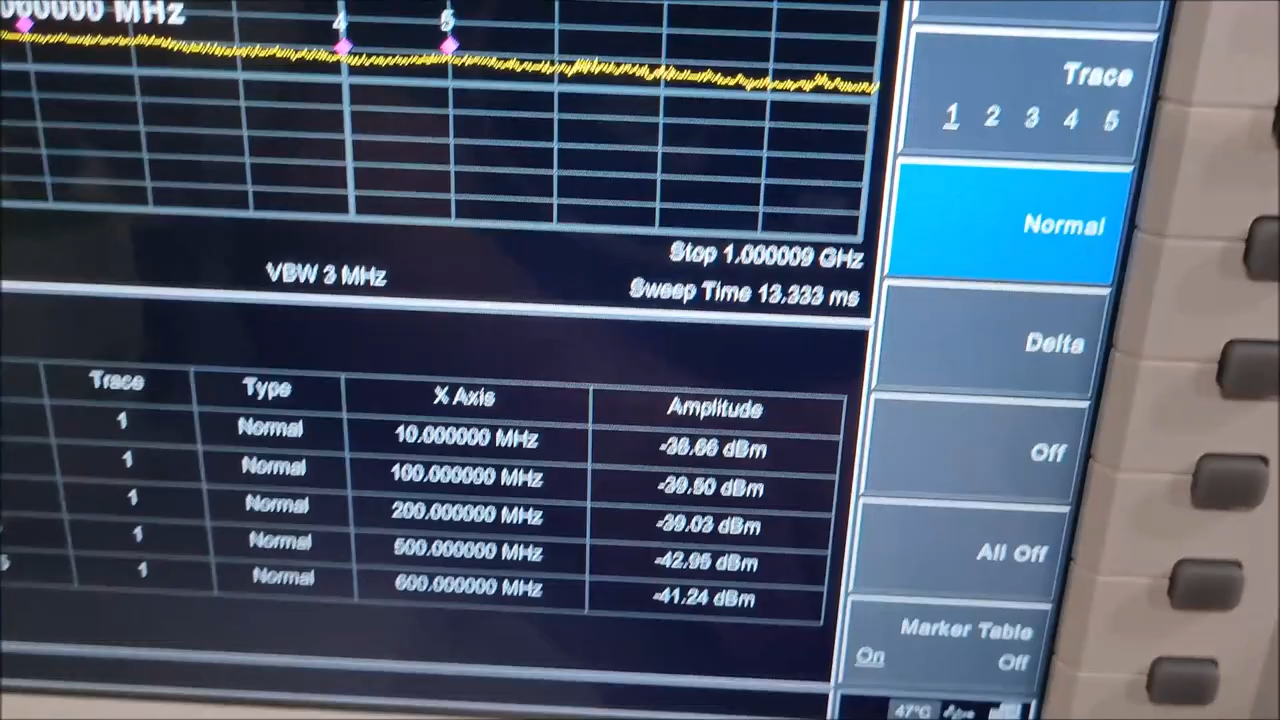 000000 MHz
4 5
Stop 1.000009 GHz
VBW 3 MHz
Sweep Time 13.333 ms
Trace Type X Axis Amplitude
1 Normal 10.000000 MHz -38.66 dBm
1 Normal 100.000000 MHz -39.50 dBm
1 Normal 200.000000 MHz -39.03 dBm
1 Normal 500.000000 MHz -42.95 dBm
5 1 Normal 600.000000 MHz -41.24 dBm
Trace
1 2 3 4 5
Normal
Delta
Off
All Off
Marker Table
On Off
47°C